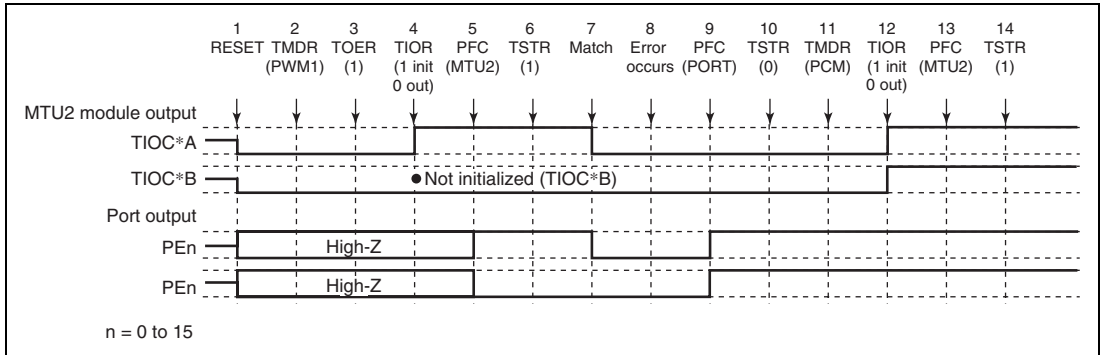 1 2 3 4 5 6 7 8 9 10 11 12 13 14
RESET TMDR TOER TIOR PFC TSTR Match Error PFC TSTR TMDR TIOR PFC TSTR
(PWM1) (1) (1 init (MTU2) (1) occurs (PORT) (0) (PCM) (1 init (MTU2) (1)
0 out) 0 out)
MTU2 module output
TIOC*A
TIOC*B ●Not initialized (TIOC*B)
Port output
PEn High-Z
PEn High-Z
n = 0 to 15